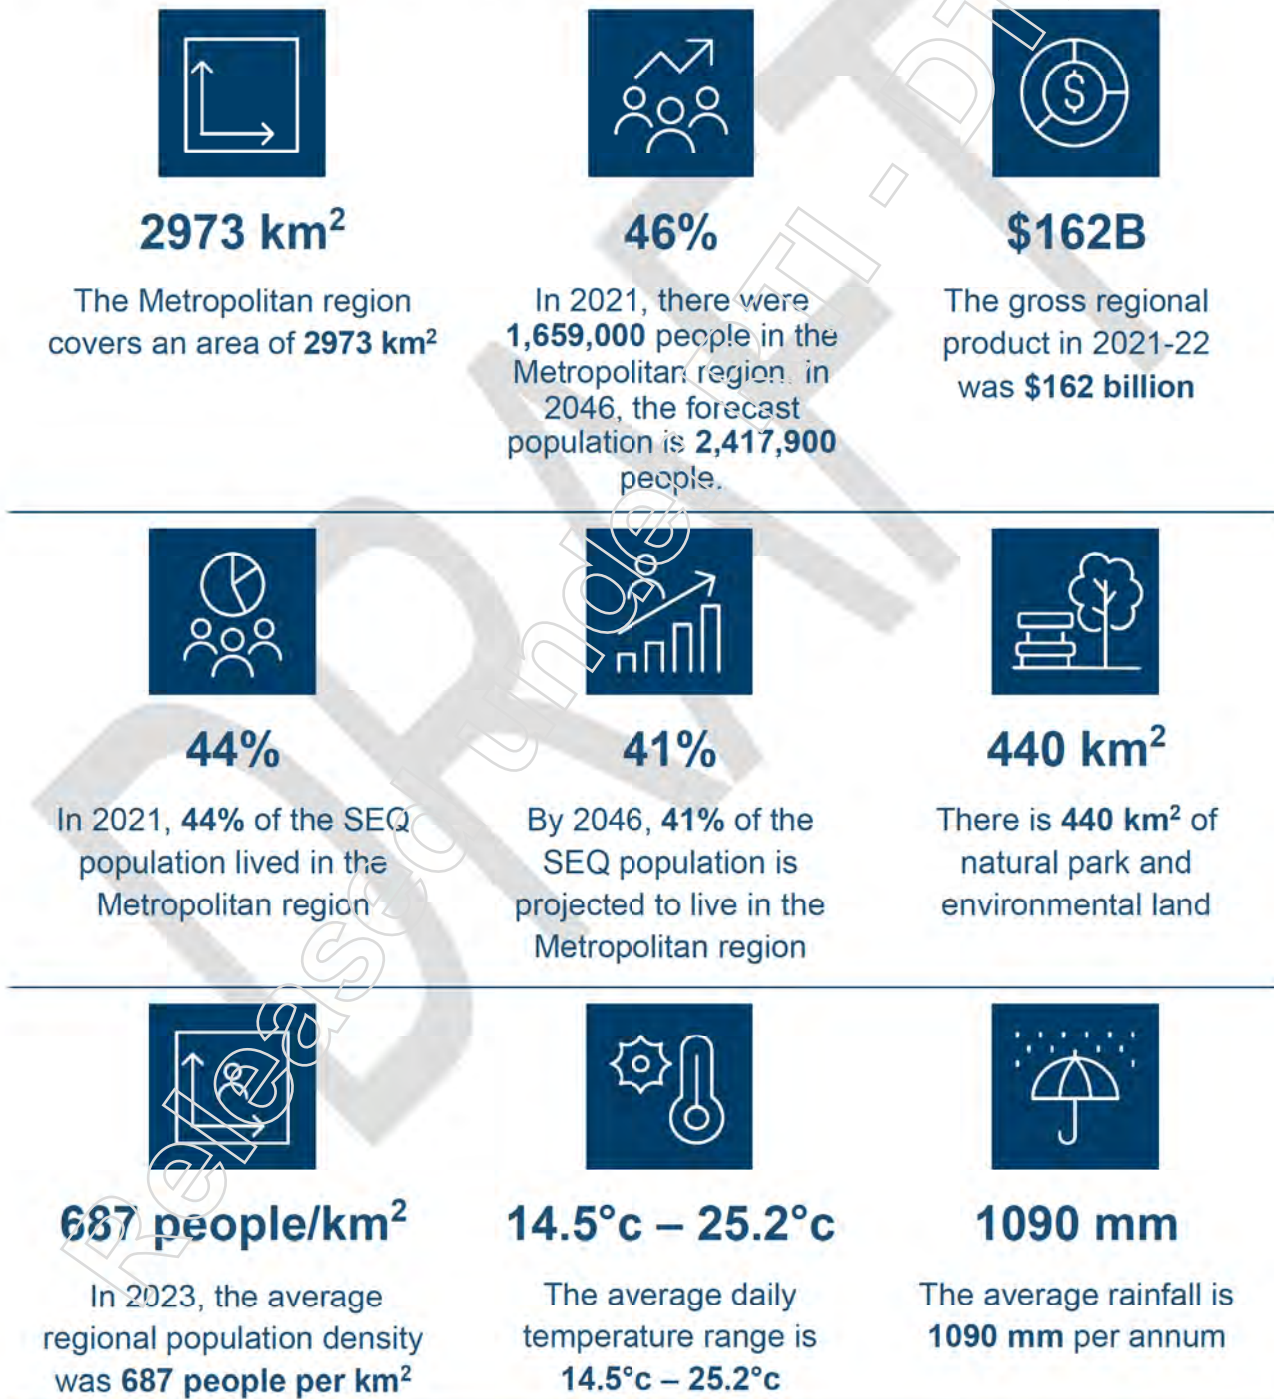 2973 km²
The Metropolitan region
covers an area of 2973 km²
46%
In 2021, there were
1,659,000 people in the
Metropolitan region. in
2046, the forecast
population is 2,417,900
people.
$162B
The gross regional
product in 2021-22
was $162 billion
44%
In 2021, 44% of the SEQ
population lived in the
Metropolitan region
41%
By 2046, 41% of the
SEQ population is
projected to live in the
Metropolitan region
440 km²
There is 440 km² of
natural park and
environmental land
687 people/km²
In 2023, the average
regional population density
was 687 people per km²
14.5°c – 25.2°c
The average daily
temperature range is
14.5°c – 25.2°c
1090 mm
The average rainfall is
1090 mm per annum
DRAFT
Released under RTI - DT